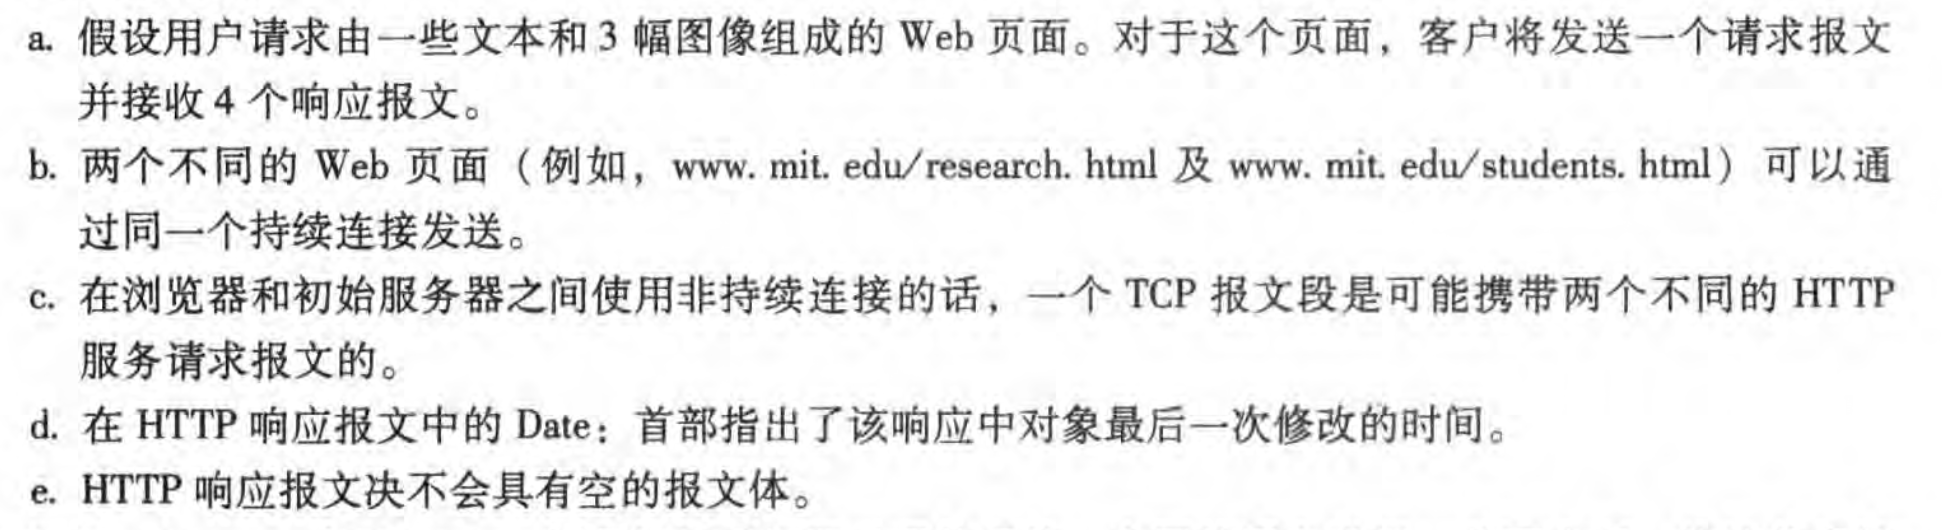 a. 假设用户请求由一些文本和 3 幅图像组成的 Web 页面。对于这个页面，客户将发送一个请求报文
并接收 4 个响应报文。
b. 两个不同的 Web 页面（例如，www. mit. edu/research. html 及 www. mit. edu/students. html）可以通
过同一个持续连接发送。
c. 在浏览器和初始服务器之间使用非持续连接的话，一个 TCP 报文段是可能携带两个不同的 HTTP
服务请求报文的。
d. 在 HTTP 响应报文中的 Date：首部指出了该响应中对象最后一次修改的时间。
e. HTTP 响应报文决不会具有空的报文体。